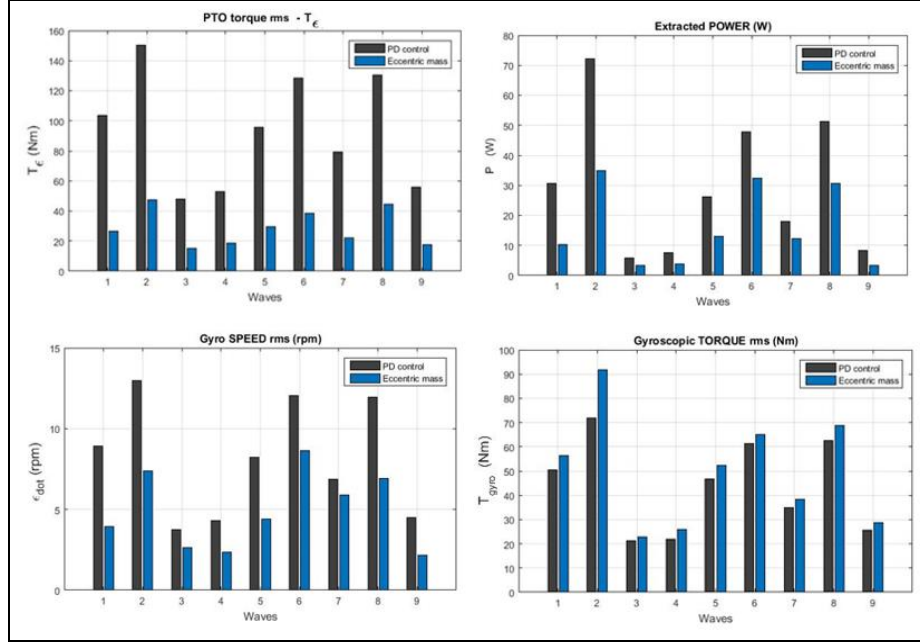 PTO torque rms - Tϵ
PD control
Eccentric mass
Tϵ (Nm)
160
140
120
100
80
60
40
20
0
1 2 3 4 5 6 7 8 9
Waves
Extracted POWER (W)
PD control
Eccentric mass
P (W)
80
70
60
50
40
30
20
10
0
1 2 3 4 5 6 7 8 9
Waves
Gyro SPEED rms (rpm)
PD control
Eccentric mass
ϵdot (rpm)
15
10
5
0
1 2 3 4 5 6 7 8 9
Waves
Gyroscopic TORQUE rms (Nm)
PD control
Eccentric mass
Tgyro (Nm)
100
90
80
70
60
50
40
30
20
10
0
1 2 3 4 5 6 7 8 9
Waves